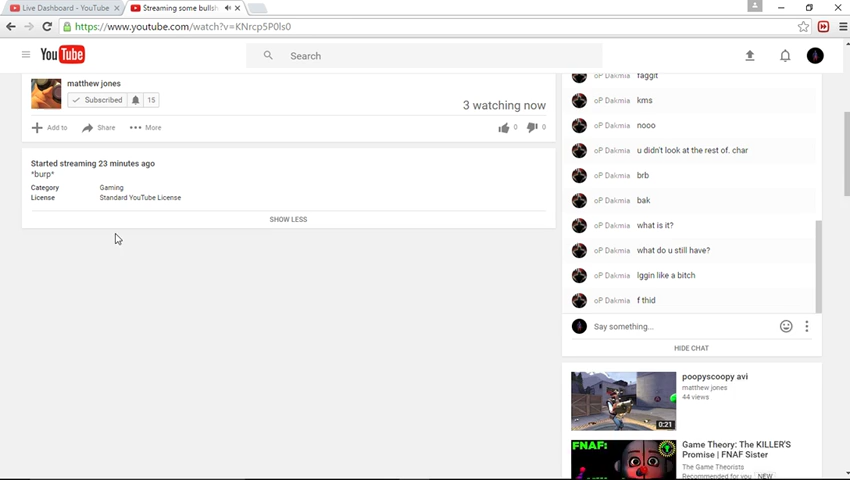 Live Dashboard - YouTube
Streaming some bullsh
https://www.youtube.com/watch?v=KNrcp5P0Is0
YouTube
Search
matthew jones
Subscribed 15
3 watching now
Add to Share More 0 0
Started streaming 23 minutes ago
*burp*
Category Gaming
License Standard YouTube License
SHOW LESS
oP Dakmia faggit
oP Dakmia kms
oP Dakmia nooo
oP Dakmia u didn't look at the rest of. char
oP Dakmia brb
oP Dakmia bak
oP Dakmia what is it?
oP Dakmia what do u still have?
oP Dakmia lggin like a bitch
oP Dakmia f thid
Say something...
HIDE CHAT
poopyscoopy avi
matthew jones
44 views
0:21
FNAF:
Game Theory: The KILLER'S
Promise | FNAF Sister
The Game Theorists
Recommended for you NEW